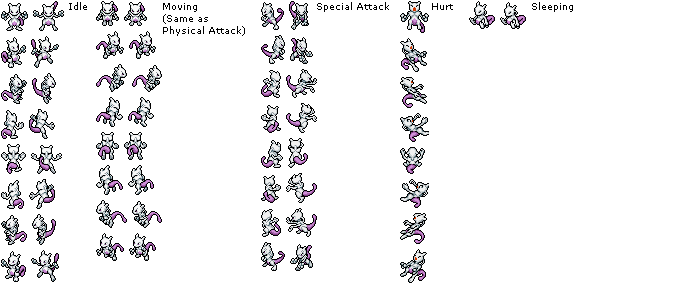 Idle
Moving
(Same as
Physical Attack)
Special Attack
Hurt
Sleeping